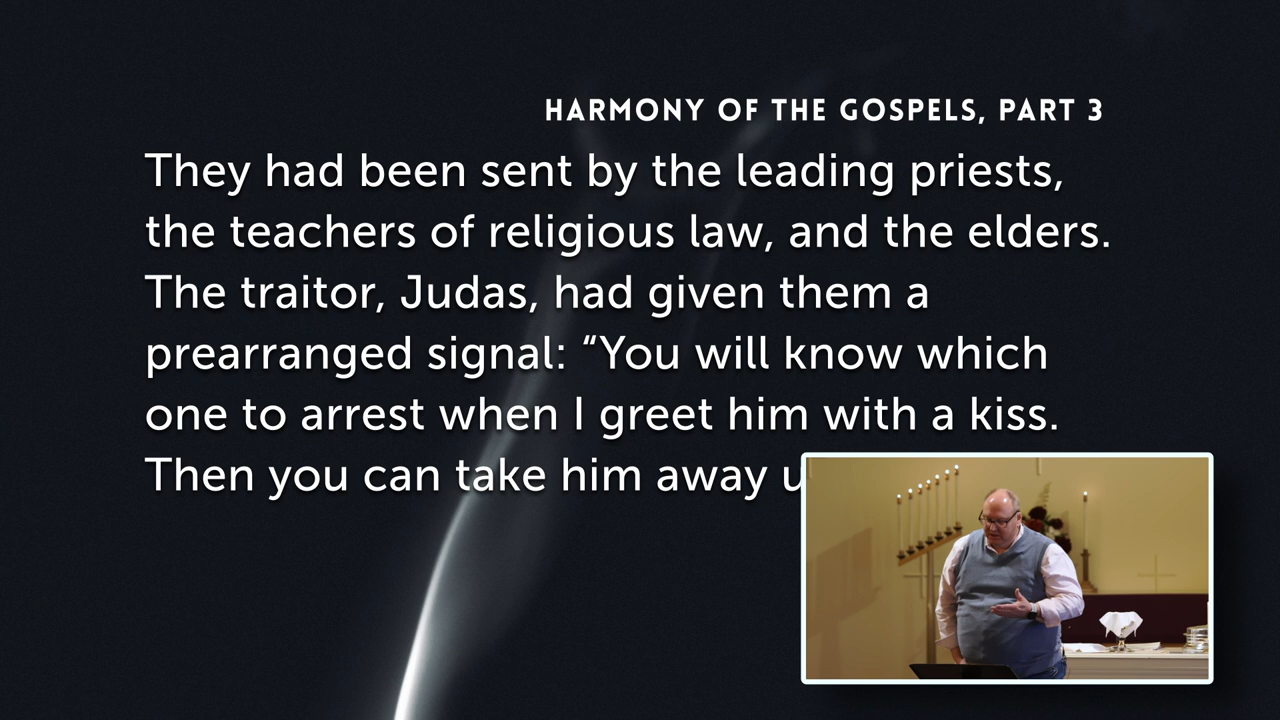 HARMONY OF THE GOSPELS, PART 3
They had been sent by the leading priests,
the teachers of religious law, and the elders.
The traitor, Judas, had given them a
prearranged signal: “You will know which
one to arrest when I greet him with a kiss.
Then you can take him away